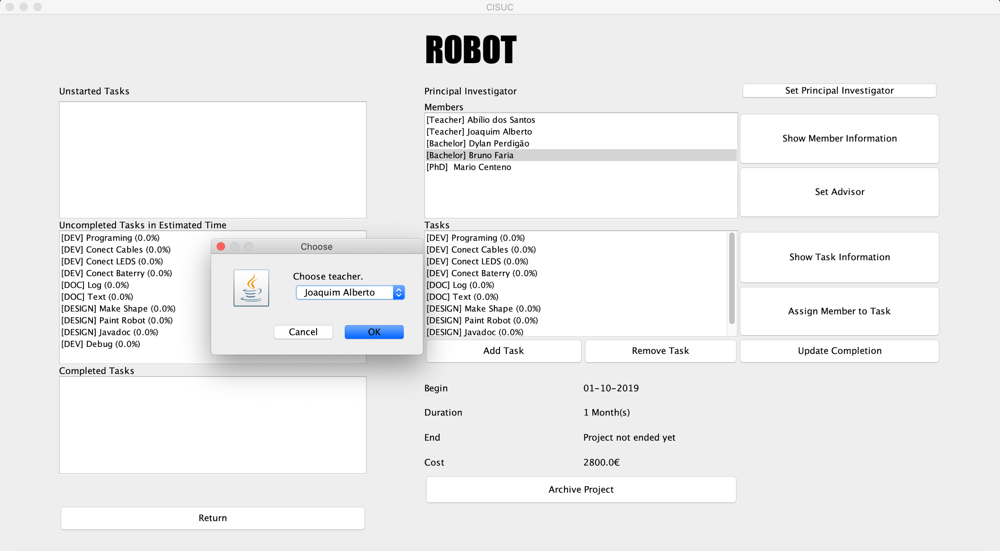 CISUC
ROBOT
Unstarted Tasks
Uncompleted Tasks in Estimated Time
[DEV] Programing (0.0%)
[DEV] Conect Cables (0.0%)
[DEV] Conect LEDS (0.0%)
[DEV] Conect Baterry (0.0%)
[DOC] Log (0.0%)
[DOC] Text (0.0%)
[DESIGN] Make Shape (0.0%)
[DESIGN] Paint Robot (0.0%)
[DESIGN] Javadoc (0.0%)
[DEV] Debug (0.0%)
Completed Tasks
Return
Choose
Choose teacher.
Joaquim Alberto
Cancel
OK
Principal Investigator
Set Principal Investigator
Members
[Teacher] Abílio dos Santos
[Teacher] Joaquim Alberto
[Bachelor] Dylan Perdigão
[Bachelor] Bruno Faria
[PhD]  Mario Centeno
Show Member Information
Set Advisor
Tasks
[DEV] Programing (0.0%)
[DEV] Conect Cables (0.0%)
[DEV] Conect LEDS (0.0%)
[DEV] Conect Baterry (0.0%)
[DOC] Log (0.0%)
[DOC] Text (0.0%)
[DESIGN] Make Shape (0.0%)
[DESIGN] Paint Robot (0.0%)
[DESIGN] Javadoc (0.0%)
Show Task Information
Assign Member to Task
Add Task
Remove Task
Update Completion
Begin 01-10-2019
Duration 1 Month(s)
End Project not ended yet
Cost 2800.0€
Archive Project